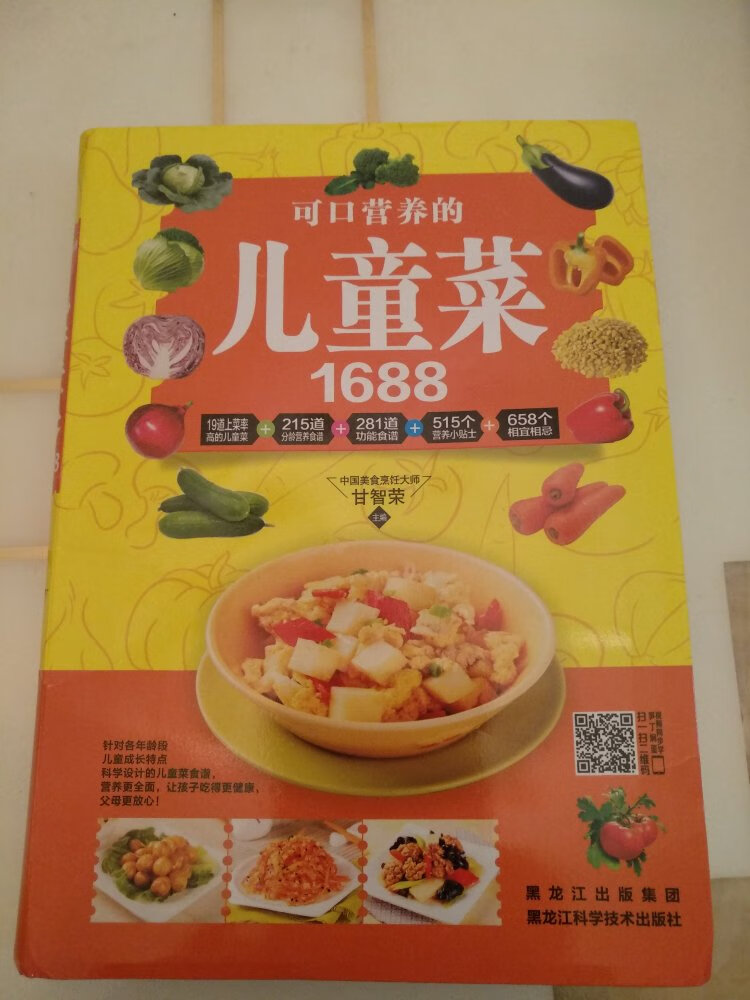 可口营养的
儿童菜
1688
19道上菜率
高的儿童菜
+
215道
分龄营养食谱
+
281道
功能食谱
+
515个
营养小贴士
+
658个
相宜相忌
中国美食烹饪大师
甘智荣
主编
针对各年龄段
儿童成长特点
科学设计的儿童菜食谱，
营养更全面，让孩子吃得更健康、
父母更放心！
扫一扫二维码
黑龙江出版集团
黑龙江科学技术出版社